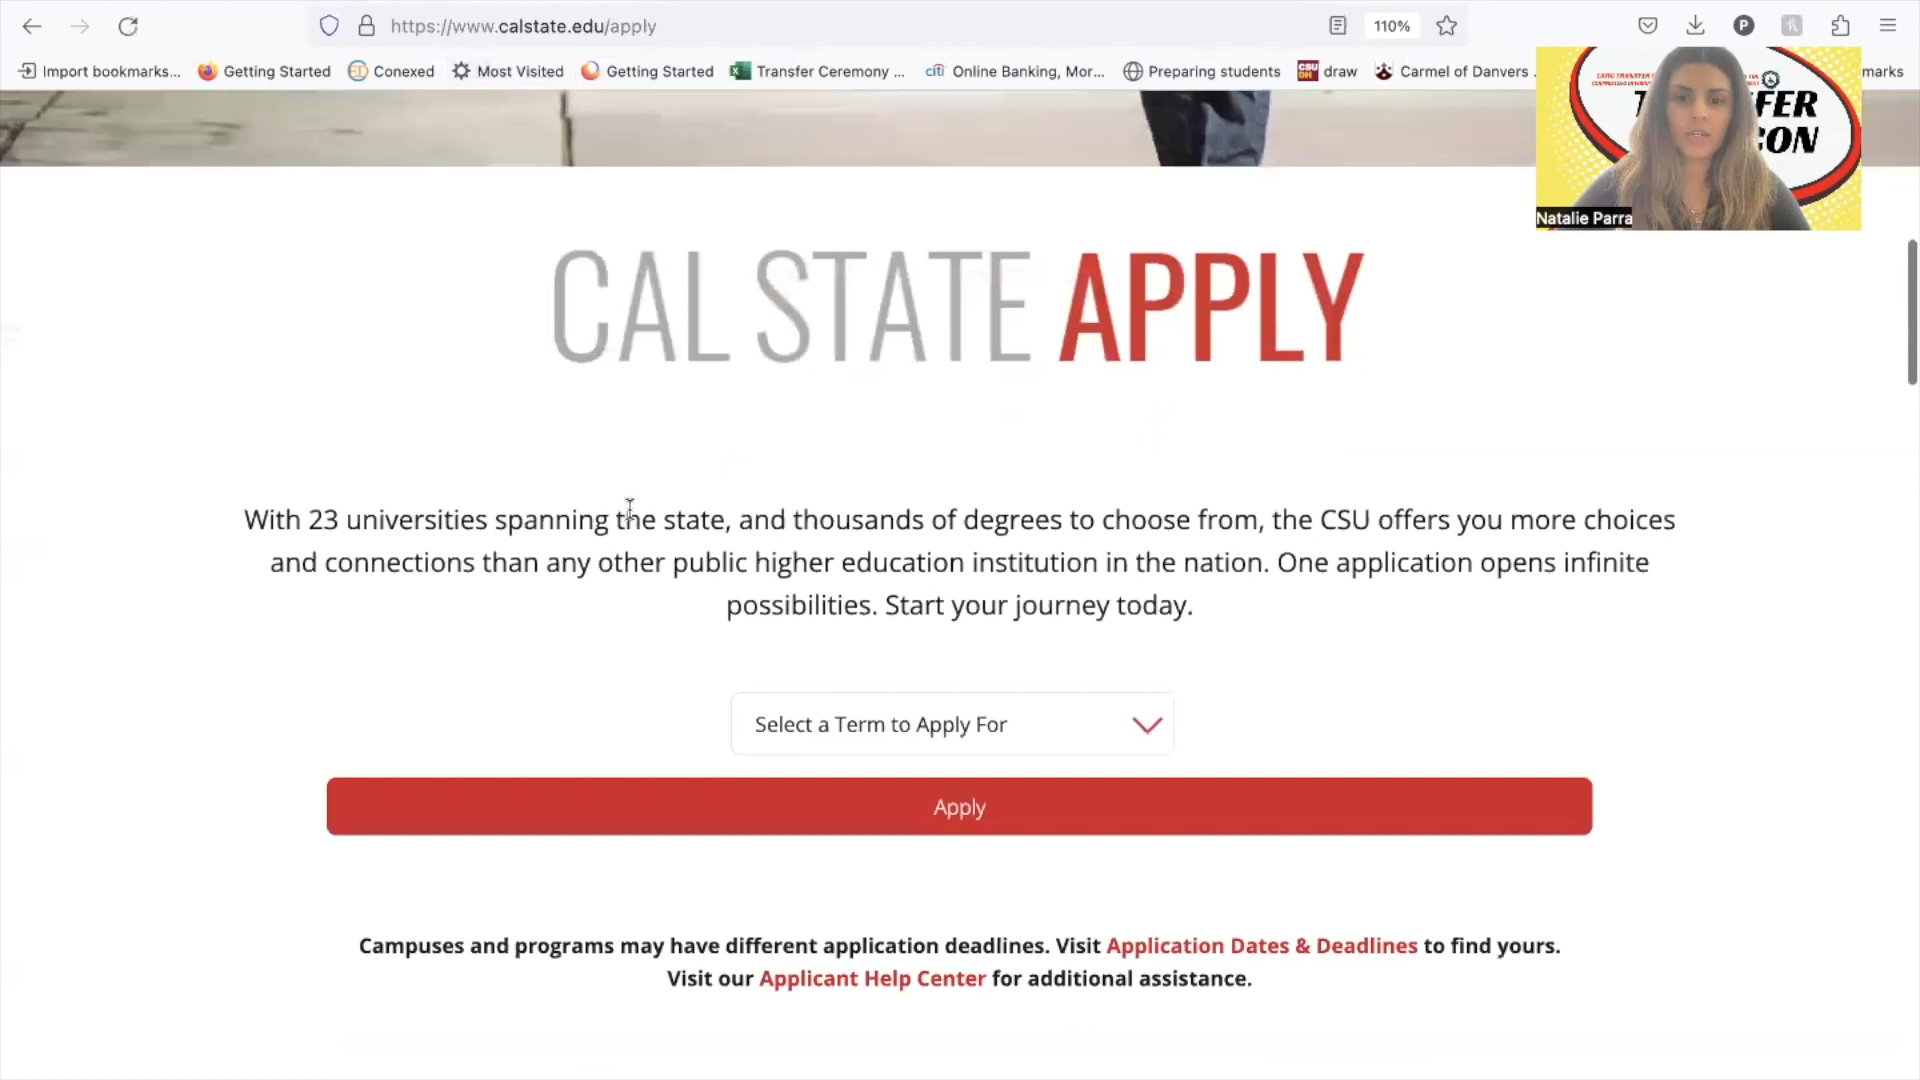 https://www.calstate.edu/apply
110%
P
Import bookmarks...
Getting Started
Conexed
Most Visited
Getting Started
Transfer Ceremony ...
citi Online Banking, Mor...
Preparing students
CSU DH draw
Carmel of Danvers .
marks
FER
CON
Natalie Parra
CAL STATE APPLY
With 23 universities spanning the state, and thousands of degrees to choose from, the CSU offers you more choices
and connections than any other public higher education institution in the nation. One application opens infinite
possibilities. Start your journey today.
Select a Term to Apply For
Apply
Campuses and programs may have different application deadlines. Visit Application Dates & Deadlines to find yours.
Visit our Applicant Help Center for additional assistance.